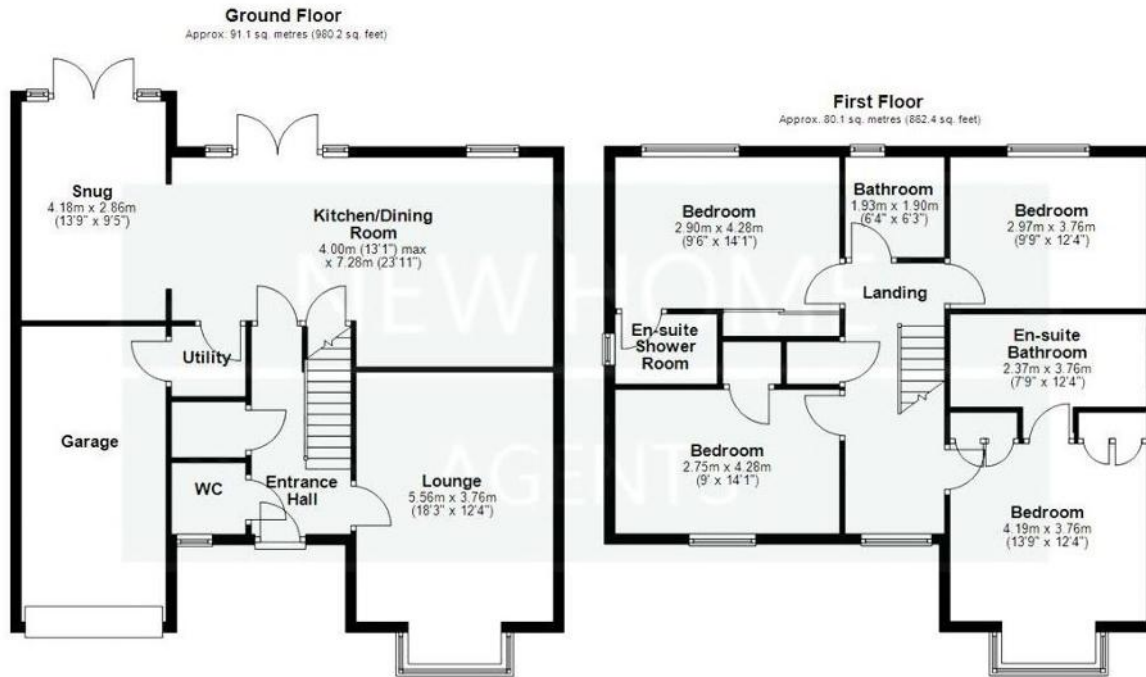 Ground Floor
Approx. 91.1 sq. metres (980.2 sq. feet)
Snug
4.18m x 2.86m
(13'9" x 9'5")
Kitchen/Dining
Room
4.00m (13'1") max
x 7.28m (23'11")
Utility
Garage
WC
Entrance
Hall
Lounge
5.56m x 3.76m
(18'3" x 12'4")
First Floor
Approx. 80.1 sq. metres (862.4 sq. feet)
Bedroom
2.90m x 4.28m
(9'6" x 14'1")
Bathroom
1.93m x 1.90m
(6'4" x 6'3")
Bedroom
2.97m x 3.76m
(9'9" x 12'4")
Landing
En-suite
Shower
Room
En-suite
Bathroom
2.37m x 3.76m
(7'9" x 12'4")
Bedroom
2.75m x 4.28m
(9' x 14'1")
Bedroom
4.19m x 3.76m
(13'9" x 12'4")
NEW HOME
AGENTS